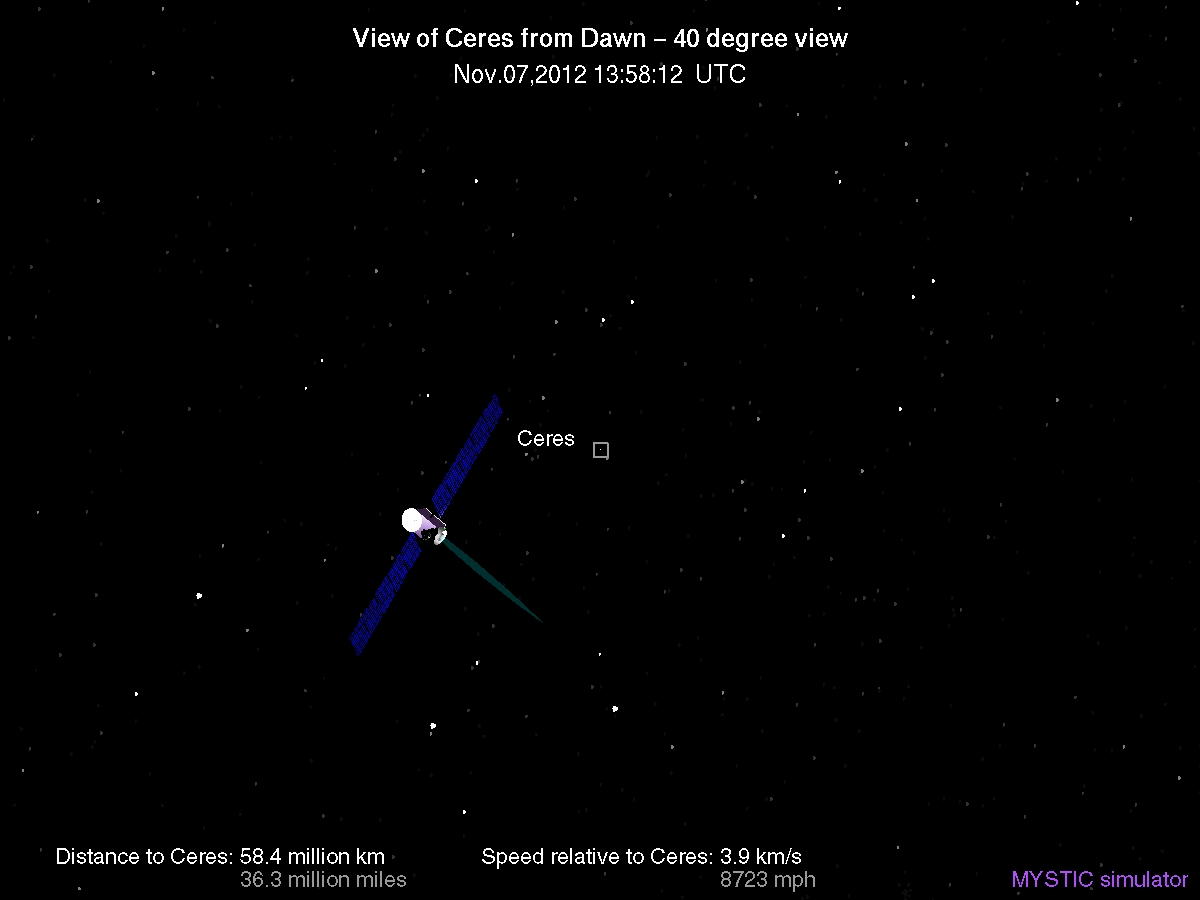 View of Ceres from Dawn – 40 degree view
Nov.07,2012 13:58:12 UTC
Ceres
Distance to Ceres: 58.4 million km
36.3 million miles
Speed relative to Ceres: 3.9 km/s
8723 mph
MYSTIC simulator